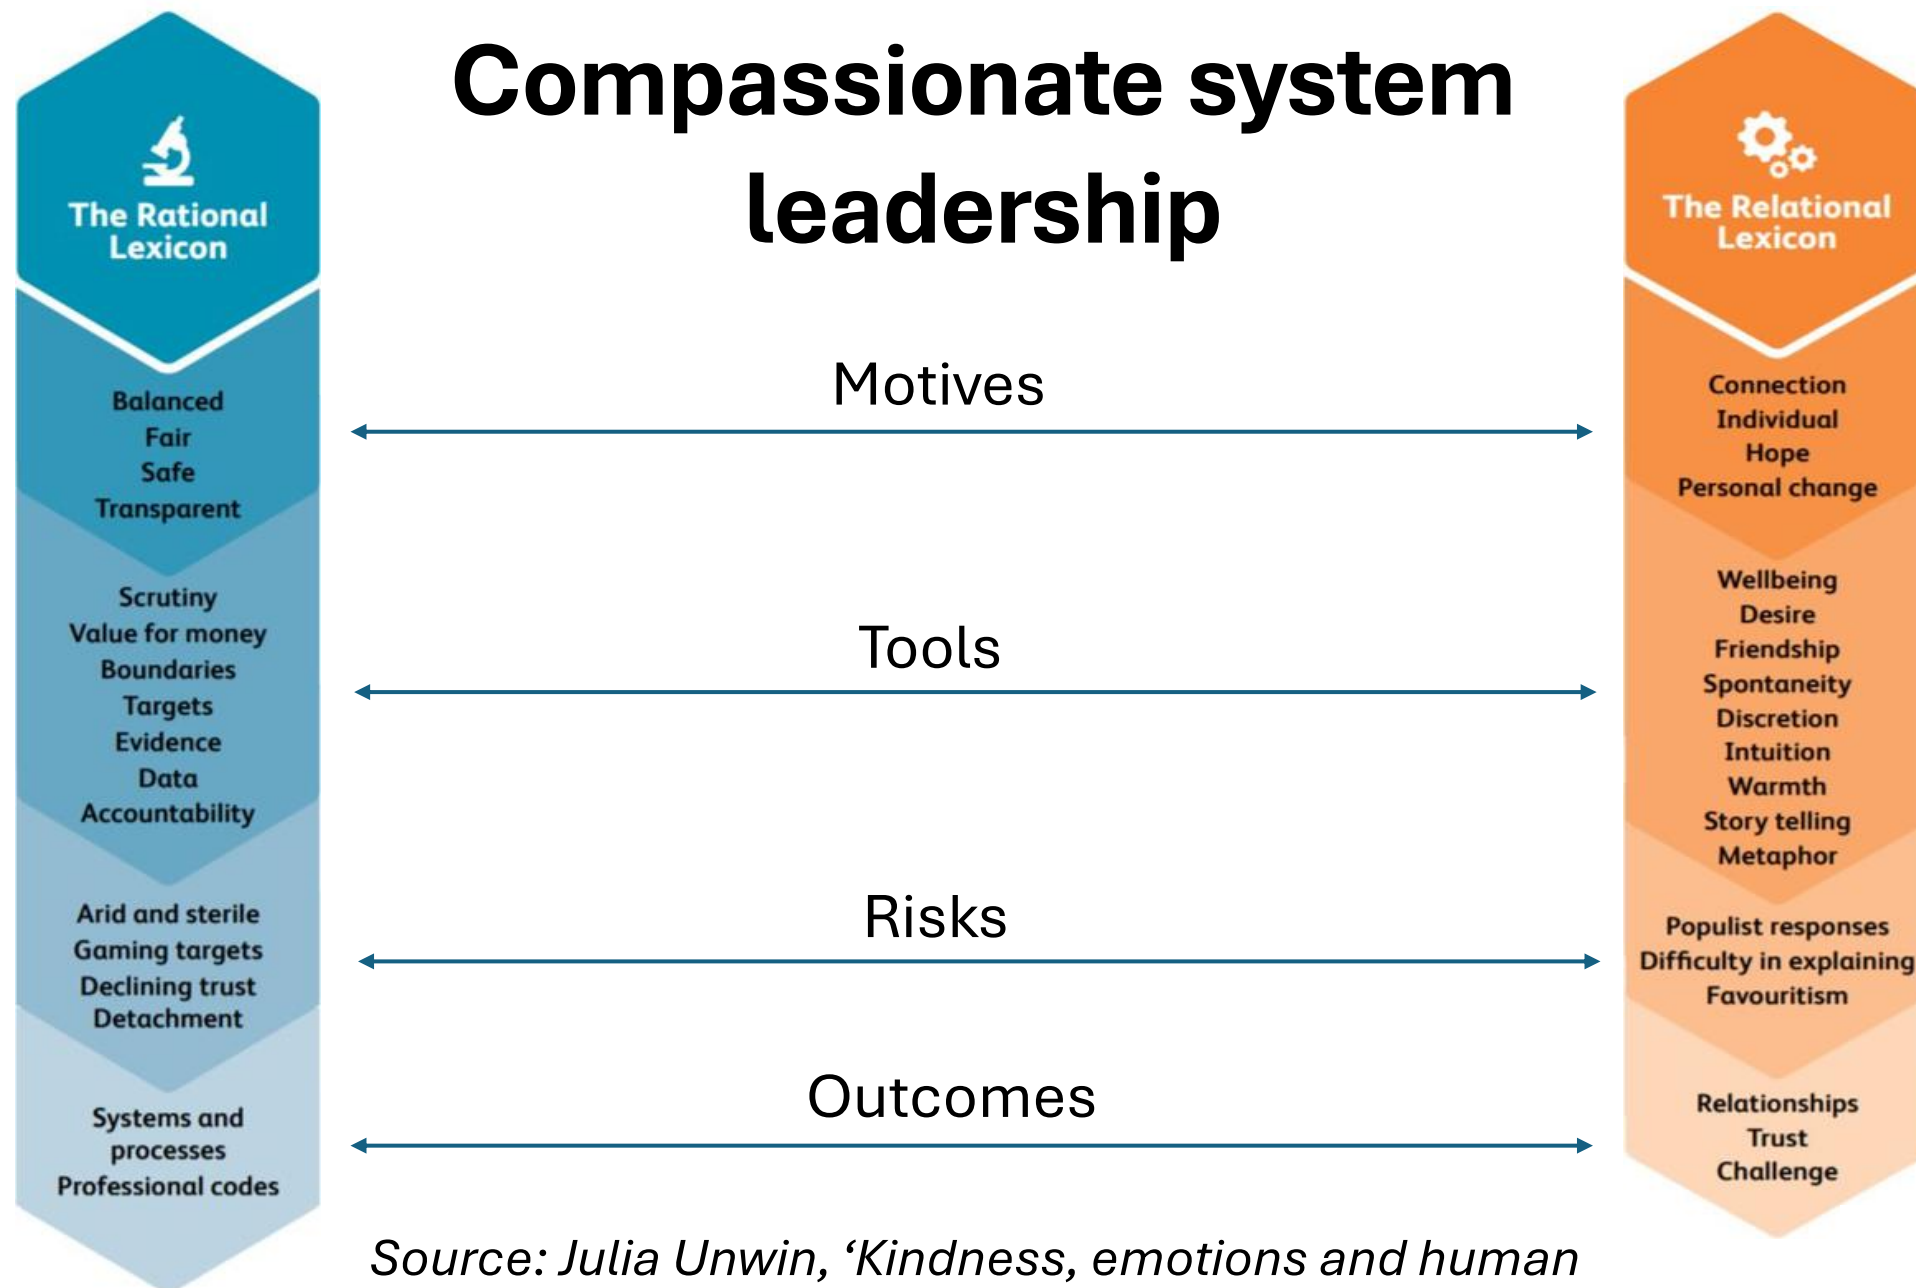 Compassionate system
leadership
The Rational
Lexicon
Balanced
Fair
Safe
Transparent
Scrutiny
Value for money
Boundaries
Targets
Evidence
Data
Accountability
Arid and sterile
Gaming targets
Declining trust
Detachment
Systems and
processes
Professional codes
Motives
Tools
Risks
Outcomes
The Relational
Lexicon
Connection
Individual
Hope
Personal change
Wellbeing
Desire
Friendship
Spontaneity
Discretion
Intuition
Warmth
Story telling
Metaphor
Populist responses
Difficulty in explaining
Favouritism
Relationships
Trust
Challenge
Source: Julia Unwin, ‘Kindness, emotions and human